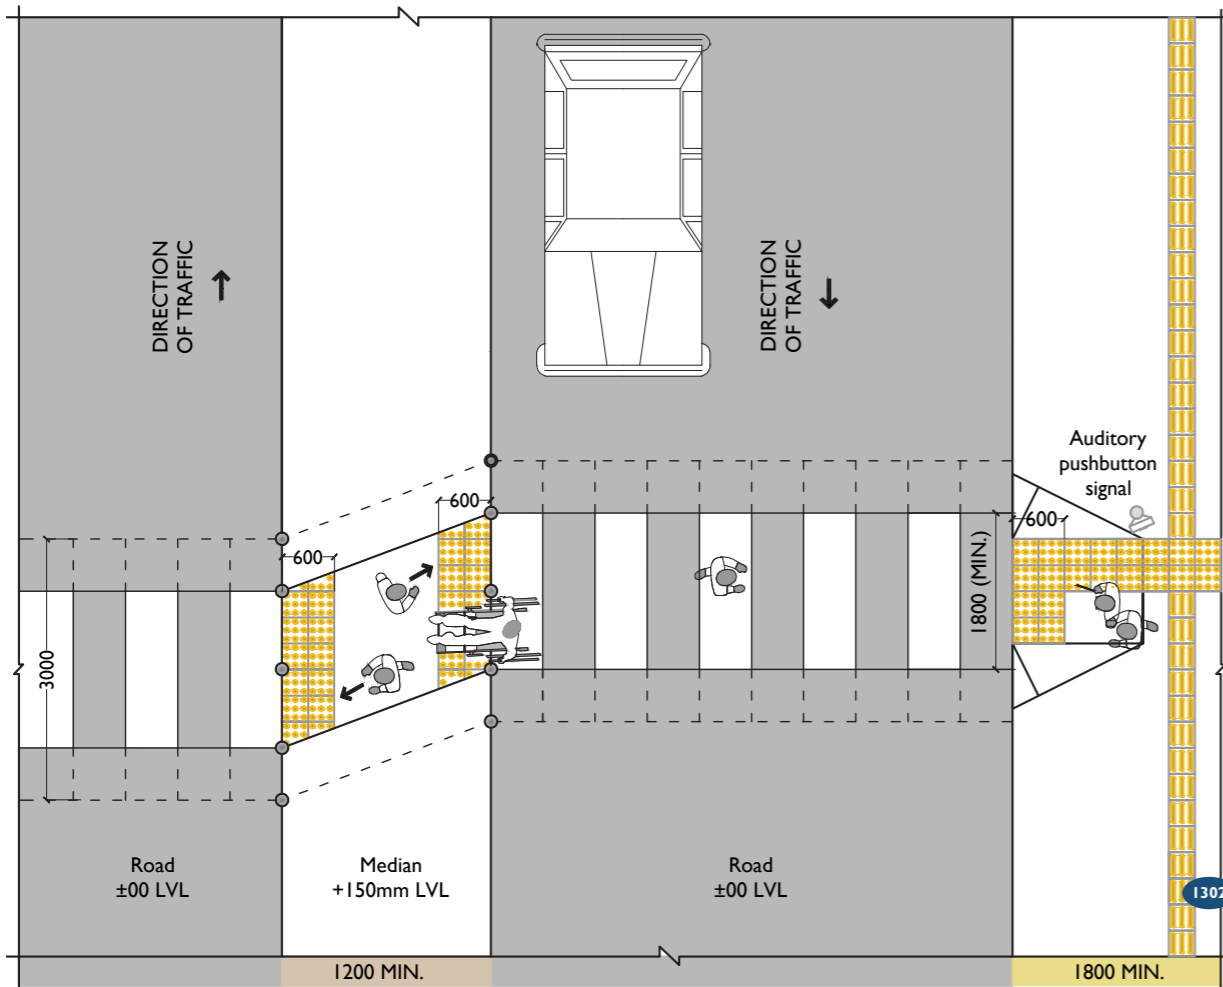 DIRECTION
OF TRAFFIC
DIRECTION
OF TRAFFIC
Auditory
pushbutton
signal
600
600
600
1800 (MIN.)
3000
Road
±00 LVL
Median
+150mm LVL
Road
±00 LVL
1302
1200 MIN.
1800 MIN.